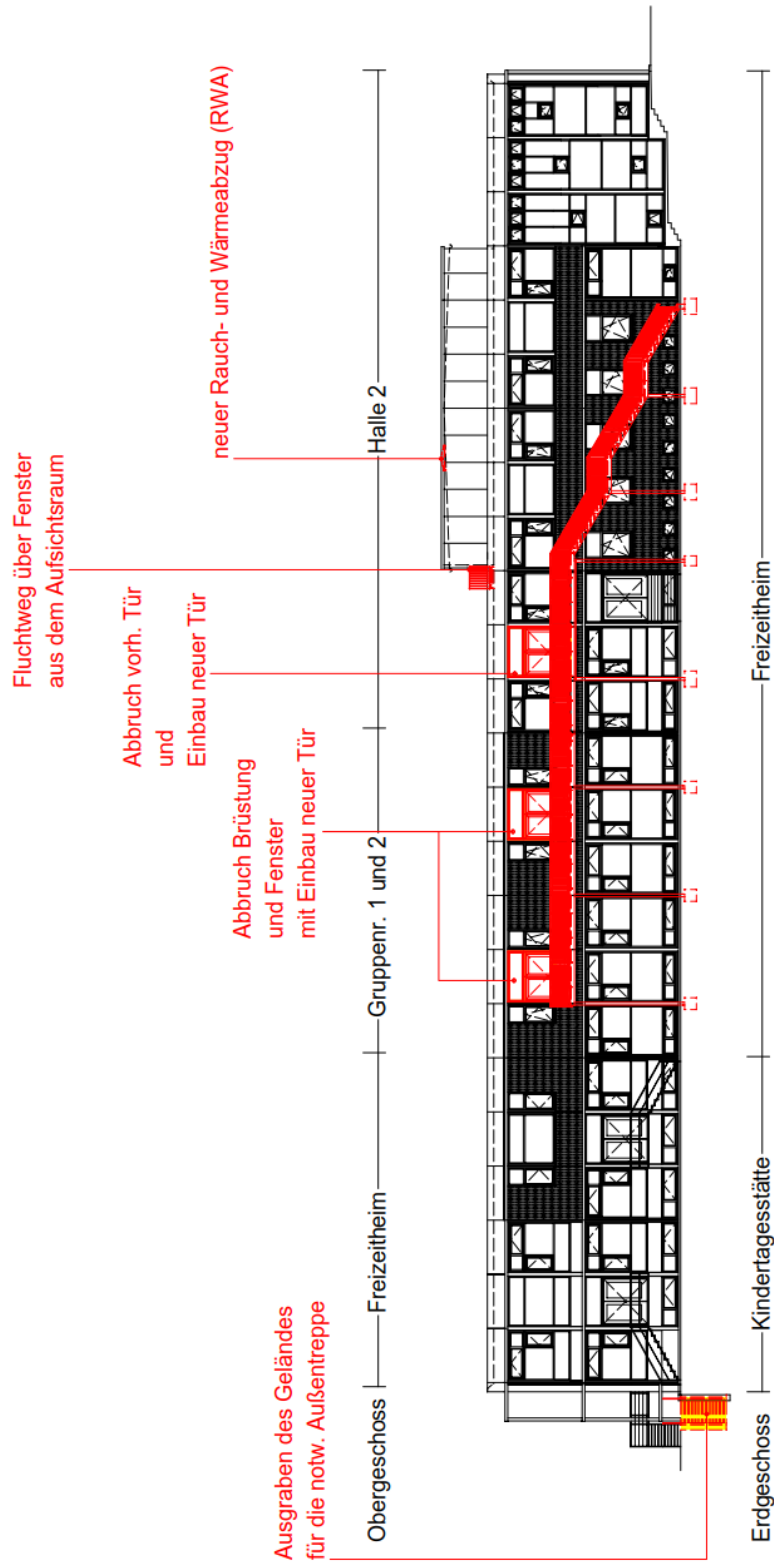 Fluchtweg über Fenster
aus dem Aufsichtsraum
neuer Rauch- und Wärmeabzug (RWA)
Abbruch vorh. Tür
und
Einbau neuer Tür
Abbruch Brüstung
und Fenster
mit Einbau neuer Tür
Ausgraben des Geländes
für die notw. Außentreppe
Obergeschoss
Freizeitheim
Gruppenr. 1 und 2
Halle 2
Erdgeschoss
Kindertagesstätte
Freizeitheim